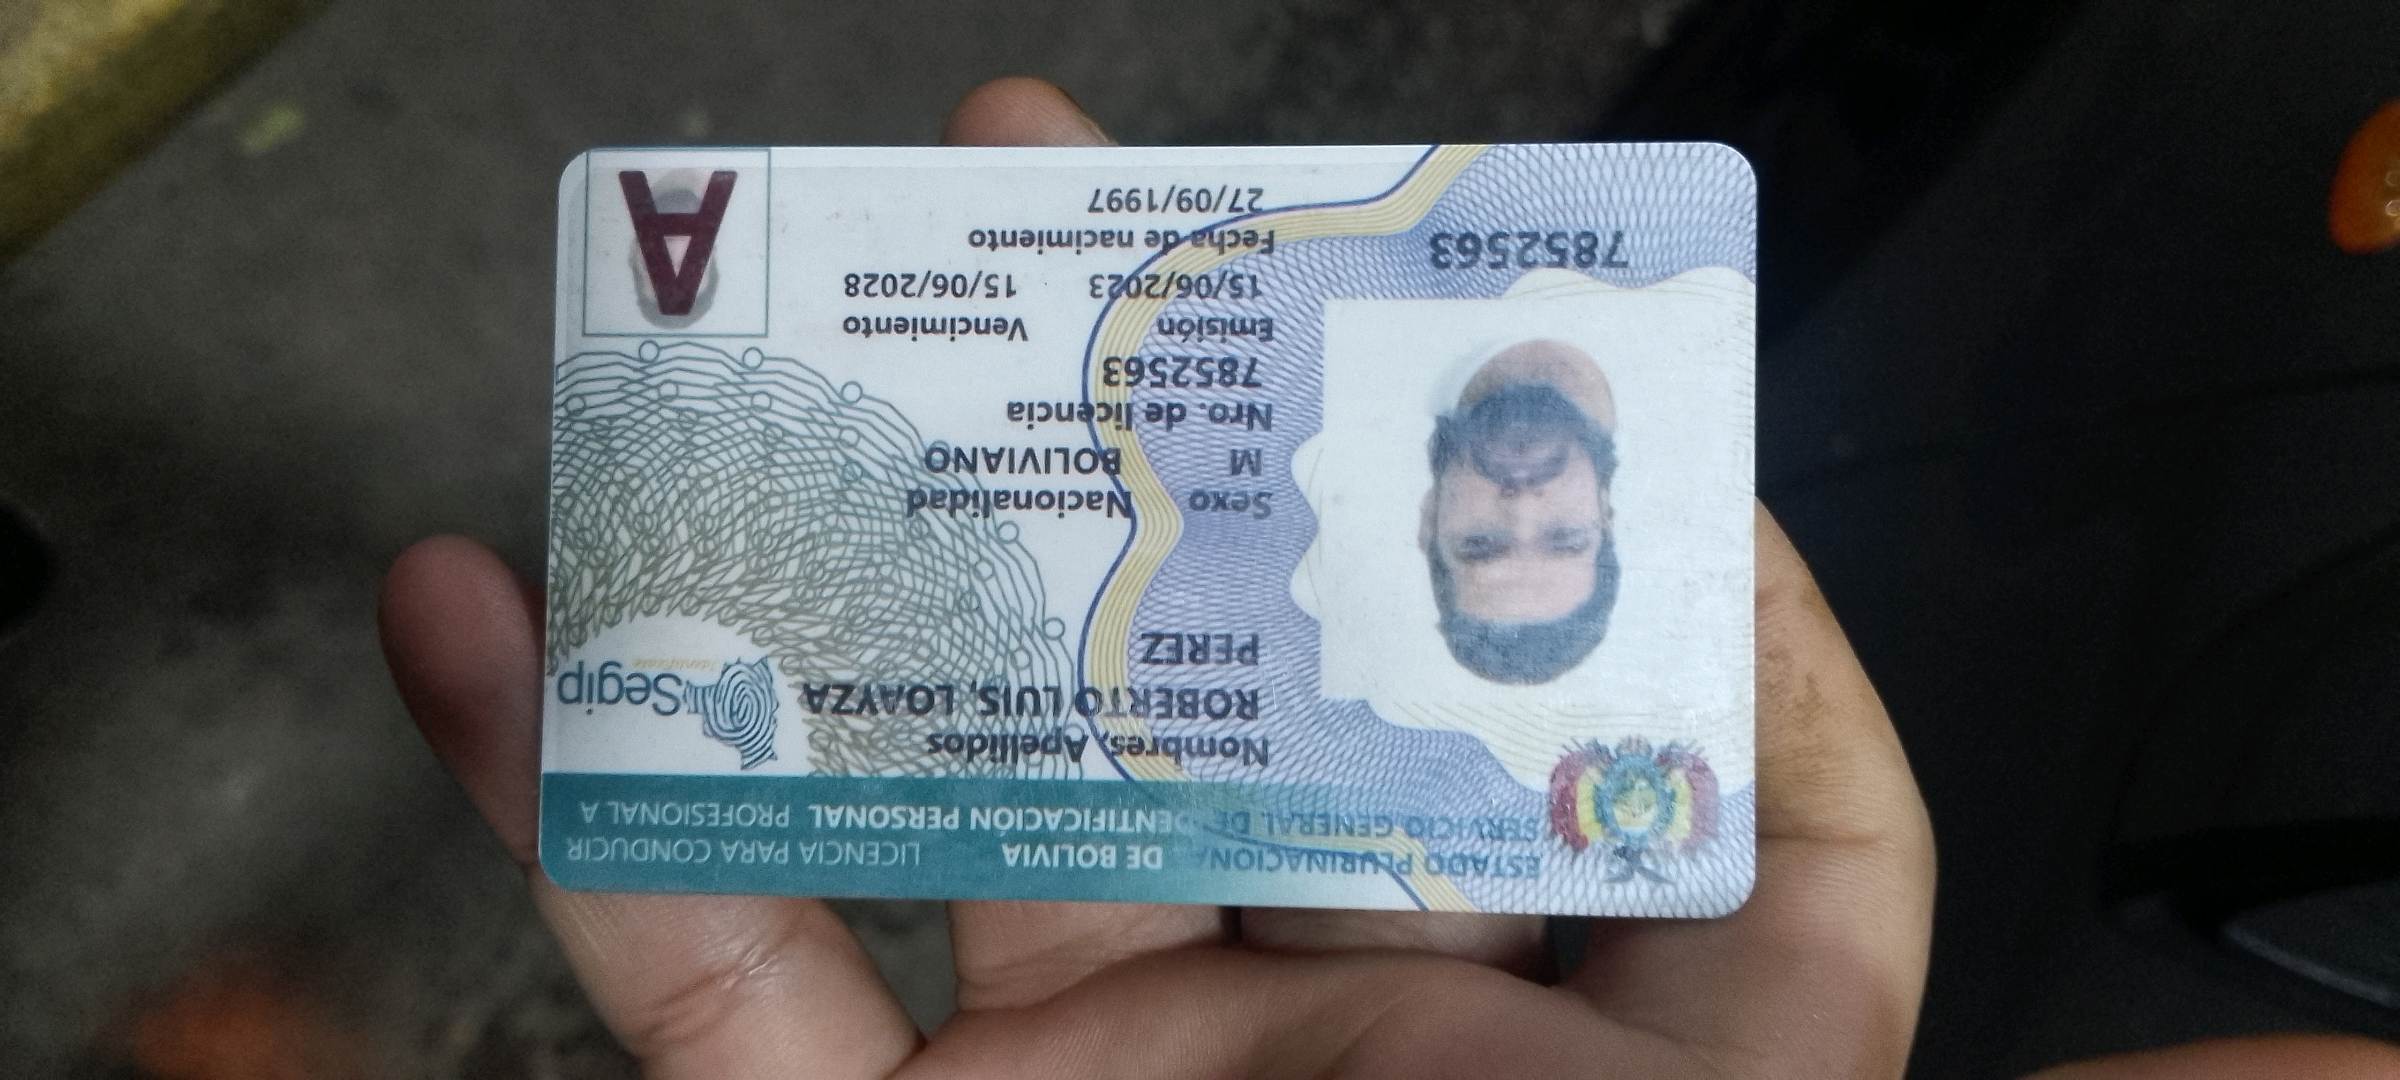 ESTADO PLURINACIONAL DE BOLIVIA LICENCIA PARA CONDUCIR
SERVICIO GENERAL DE IDENTIFICACIÓN PERSONAL PROFESIONAL A
Nombres, Apellidos
ROBERTO LUIS, LOAYZA
PEREZ
Segip
Sexo Nacionalidad
M BOLIVIANO
Nro. de licencia
7852563
Emisión Vencimiento
15/06/2023 15/06/2028
Fecha de nacimiento
27/09/1997
7852563
A